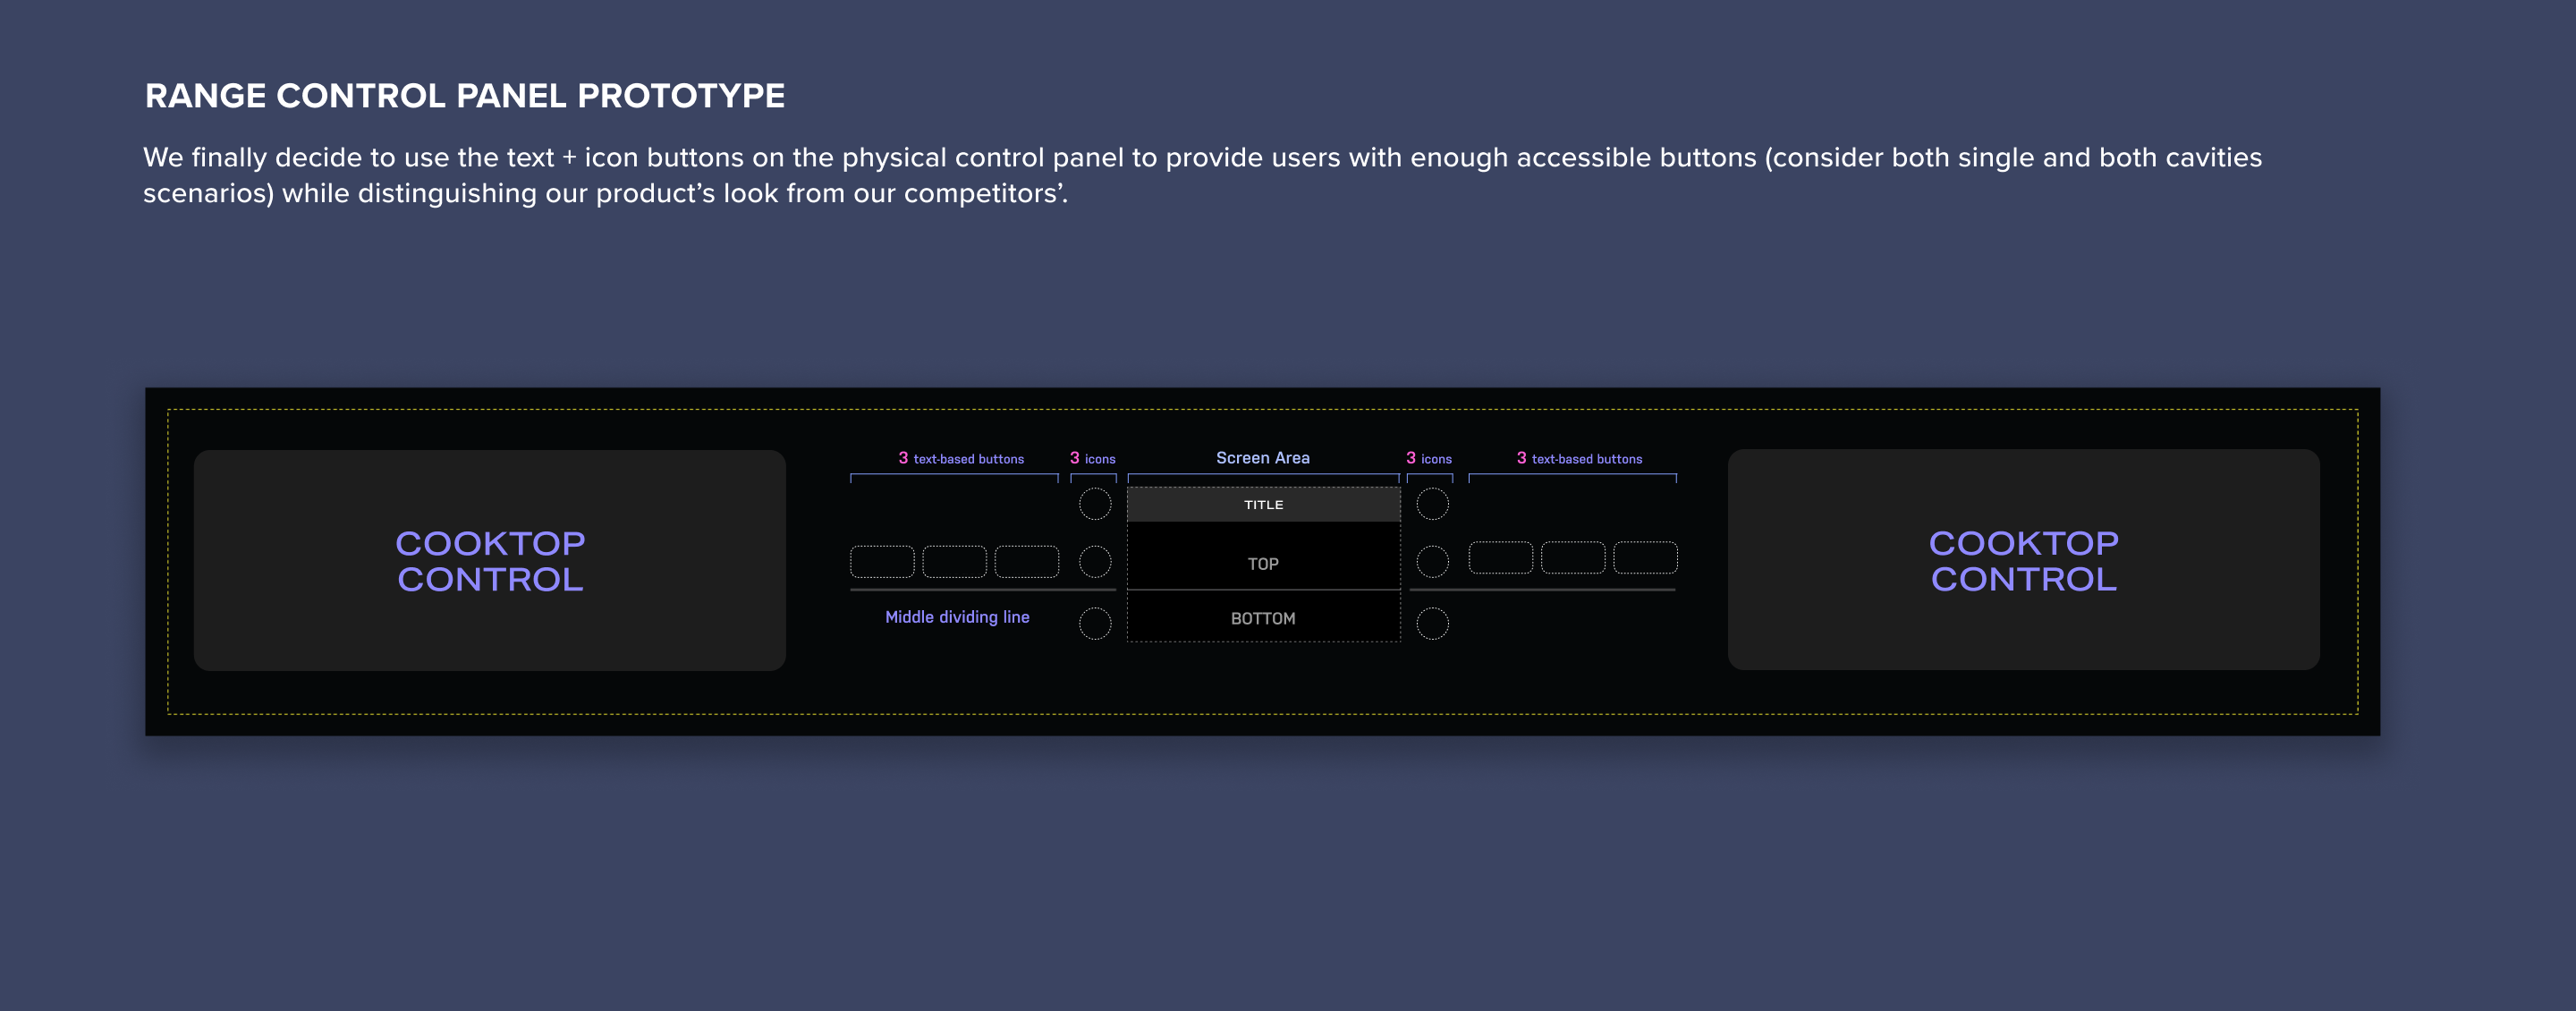 RANGE CONTROL PANEL PROTOTYPE
We finally decide to use the text + icon buttons on the physical control panel to provide users with enough accessible buttons (consider both single and both cavities
scenarios) while distinguishing our product’s look from our competitors’.
3 text-based buttons
3 icons
Screen Area
3 icons
3 text-based buttons
TITLE
COOKTOP
CONTROL
TOP
COOKTOP
CONTROL
Middle dividing line
BOTTOM